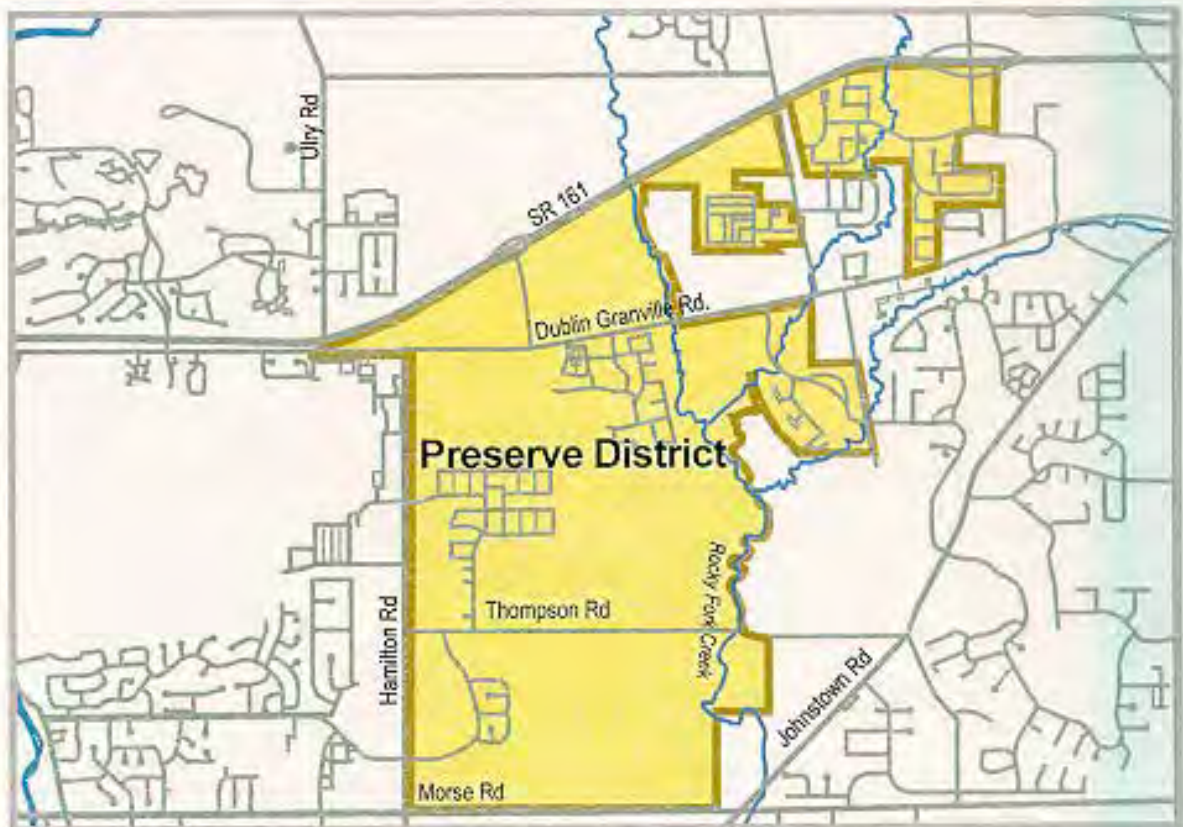 Ulry Rd
SR 161
Dublin Granville Rd.
Preserve District
Rocky Fork Creek
Thompson Rd
Hamilton Rd
Johnstown Rd
Morse Rd